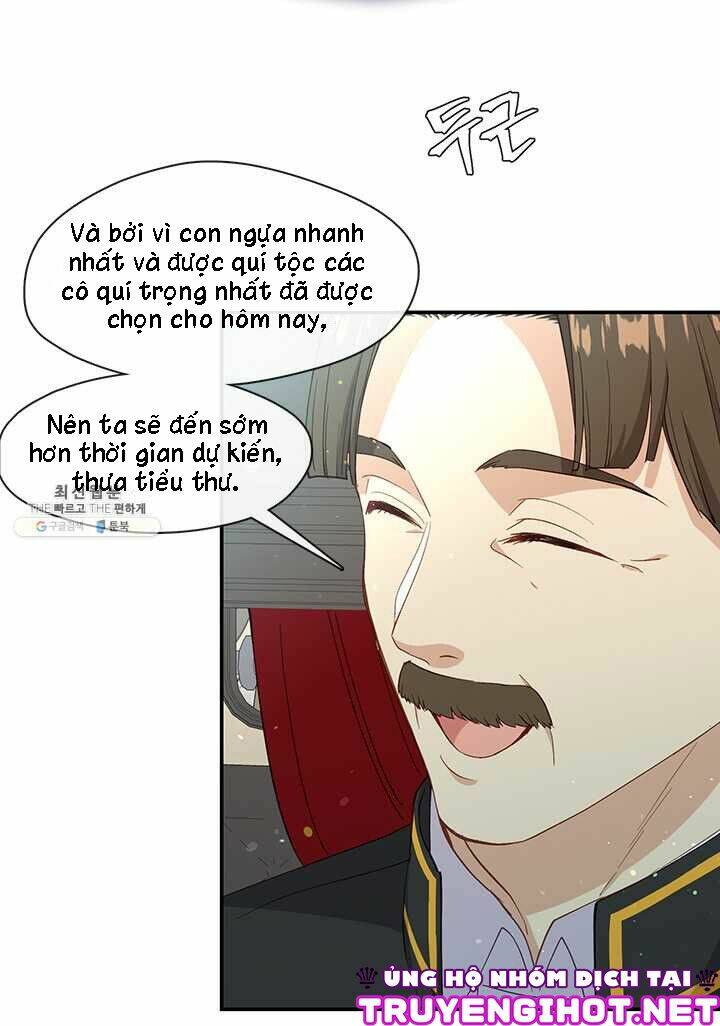 두근
Và bởi vì con ngựa nhanh
nhất và được quí tộc các
cô quí trọng nhất đã được
chọn cho hôm nay,
Nên ta sẽ đến sớm
hơn thời gian dự kiến,
thưa tiểu thư.
최신웹툰
THE 빠르고 THE 편하게
구글검색 툰북
ỦNG HỘ NHÓM DỊCH TẠI
TRUYENGIHOT.NET